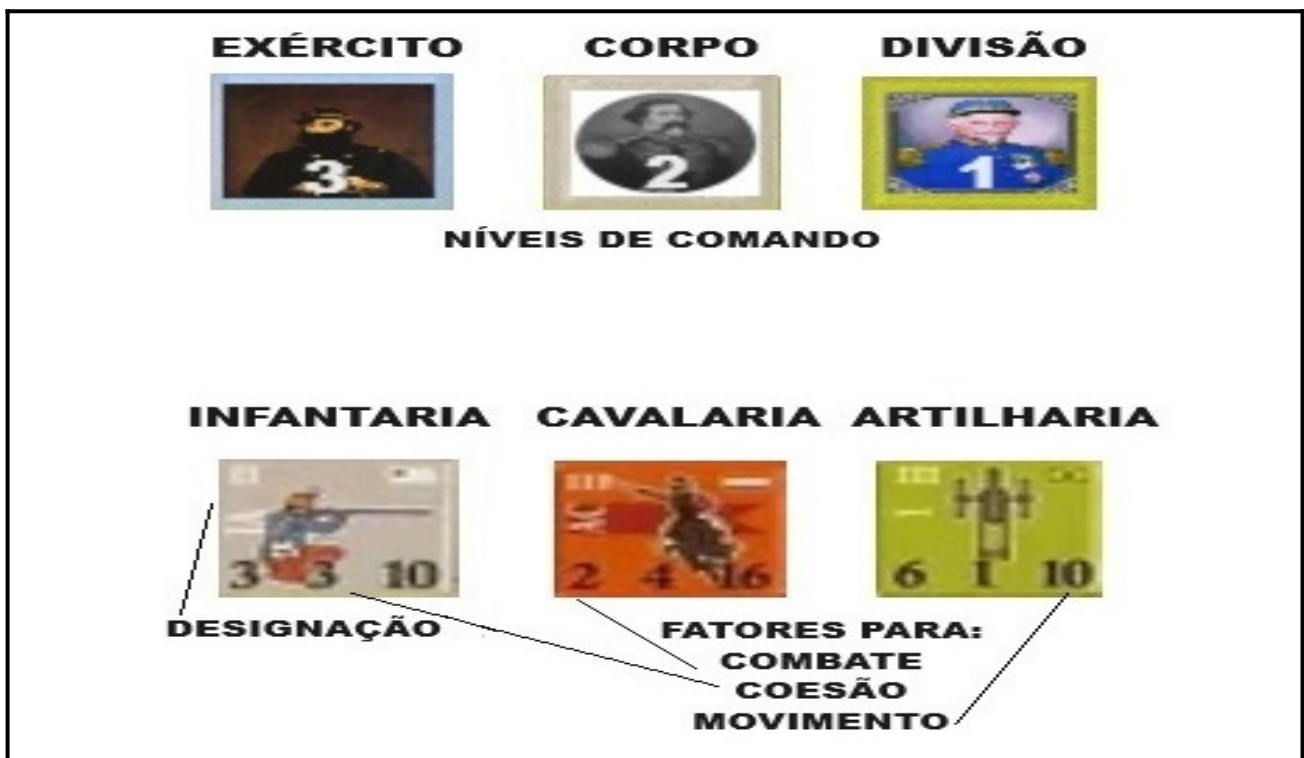 EXÉRCITO CORPO DIVISÃO
3 2 1
NÍVEIS DE COMANDO
INFANTARIA CAVALARIA ARTILHARIA
3 3 10 2 4 16 6 1 10
DESIGNAÇÃO FATORES PARA:
COMBATE
COESÃO
MOVIMENTO